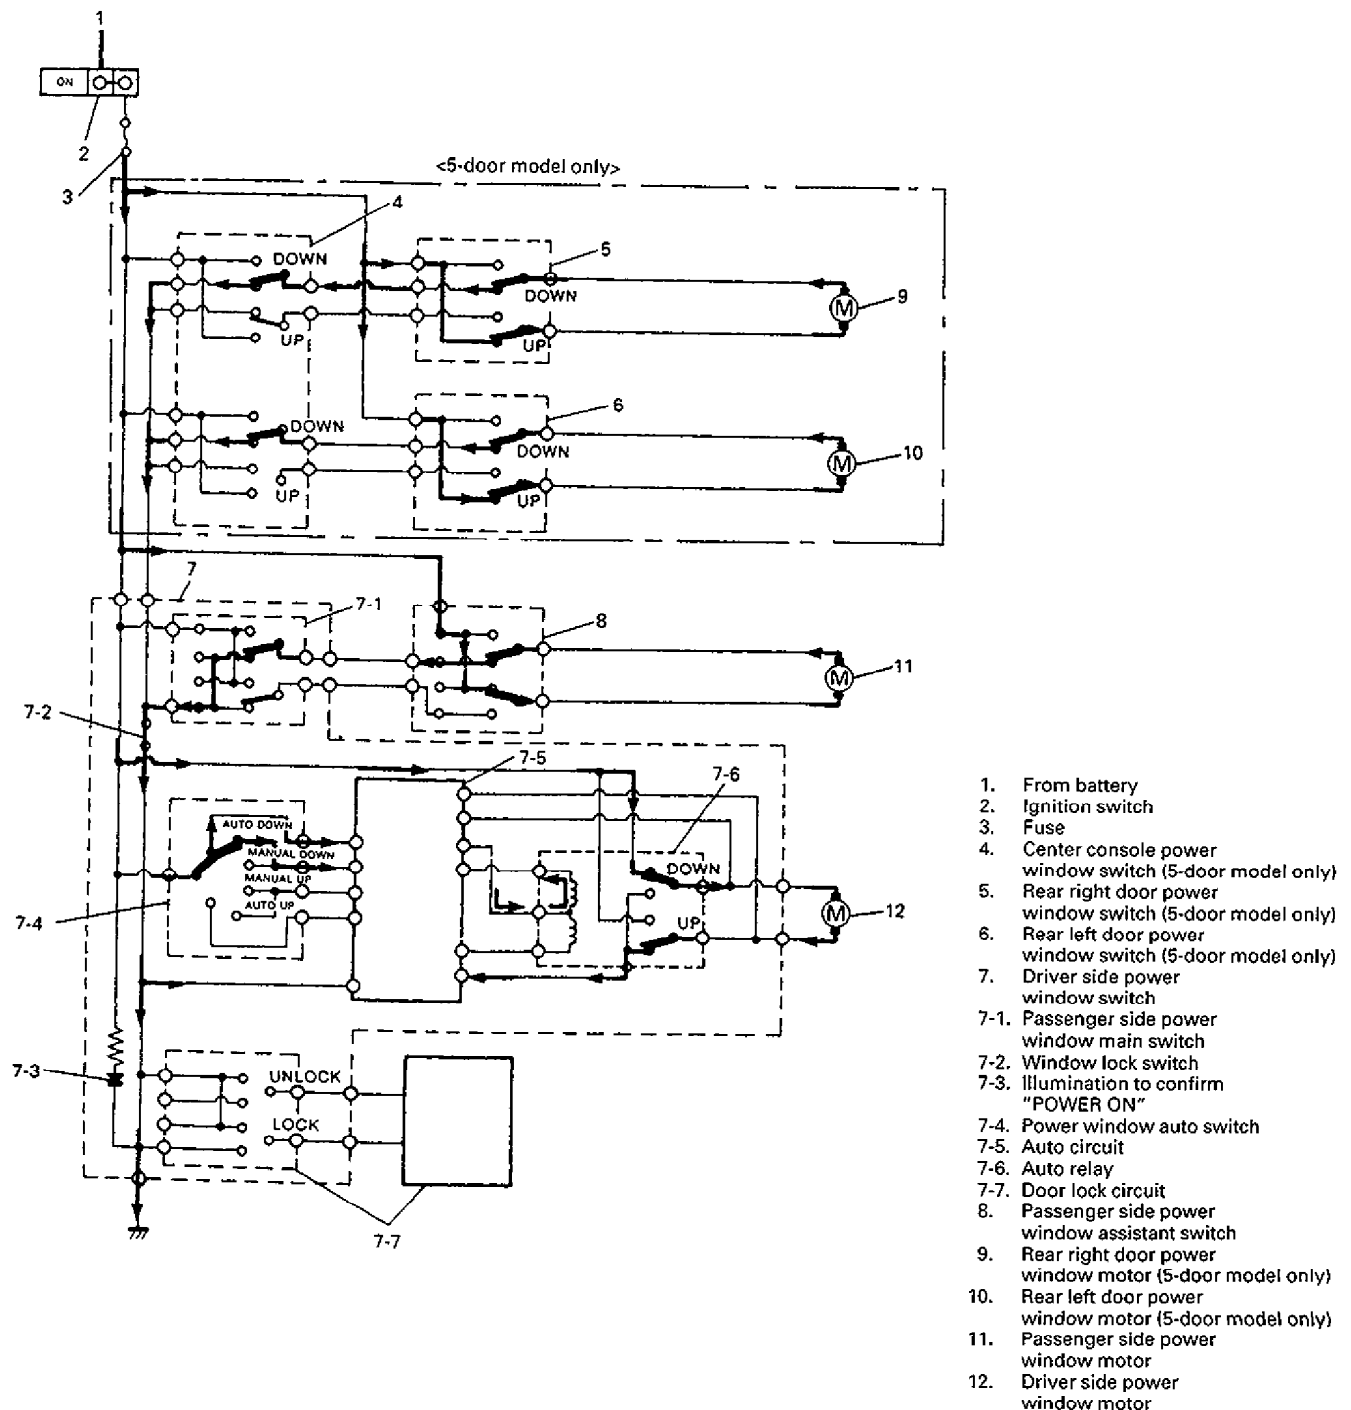 1
ON
2
3
<5-door model only>
4
DOWN
UP
5
DOWN
UP
M
9
DOWN
UP
6
DOWN
UP
M
10
7
7-1
8
M
11
7-2
7-5
7-6
AUTO DOWN
MANUAL DOWN
MANUAL UP
AUTO UP
7-4
DOWN
UP
M
12
7-3
UNLOCK
LOCK
7-7
1. From battery
2. Ignition switch
3. Fuse
4. Center console power
window switch (5-door model only)
5. Rear right door power
window switch (5-door model only)
6. Rear left door power
window switch (5-door model only)
7. Driver side power
window switch
7-1. Passenger side power
window main switch
7-2. Window lock switch
7-3. Illumination to confirm
"POWER ON"
7-4. Power window auto switch
7-5. Auto circuit
7-6. Auto relay
7-7. Door lock circuit
8. Passenger side power
window assistant switch
9. Rear right door power
window motor (5-door model only)
10. Rear left door power
window motor (5-door model only)
11. Passenger side power
window motor
12. Driver side power
window motor